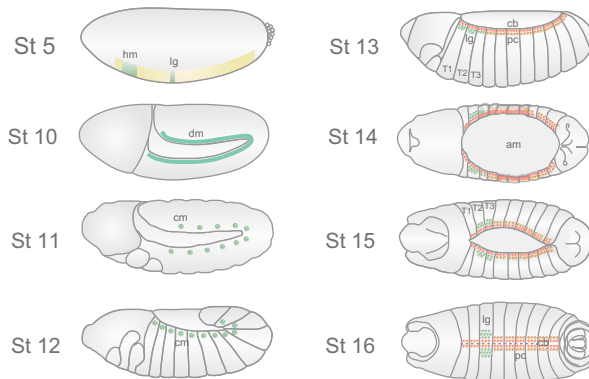 St 5
hm
lg
St 10
dm
St 11
cm
St 12
cm
St 13
cb
lg
pc
T1
T2
T3
St 14
am
St 15
T1
T2
T3
St 16
lg
cb
pc